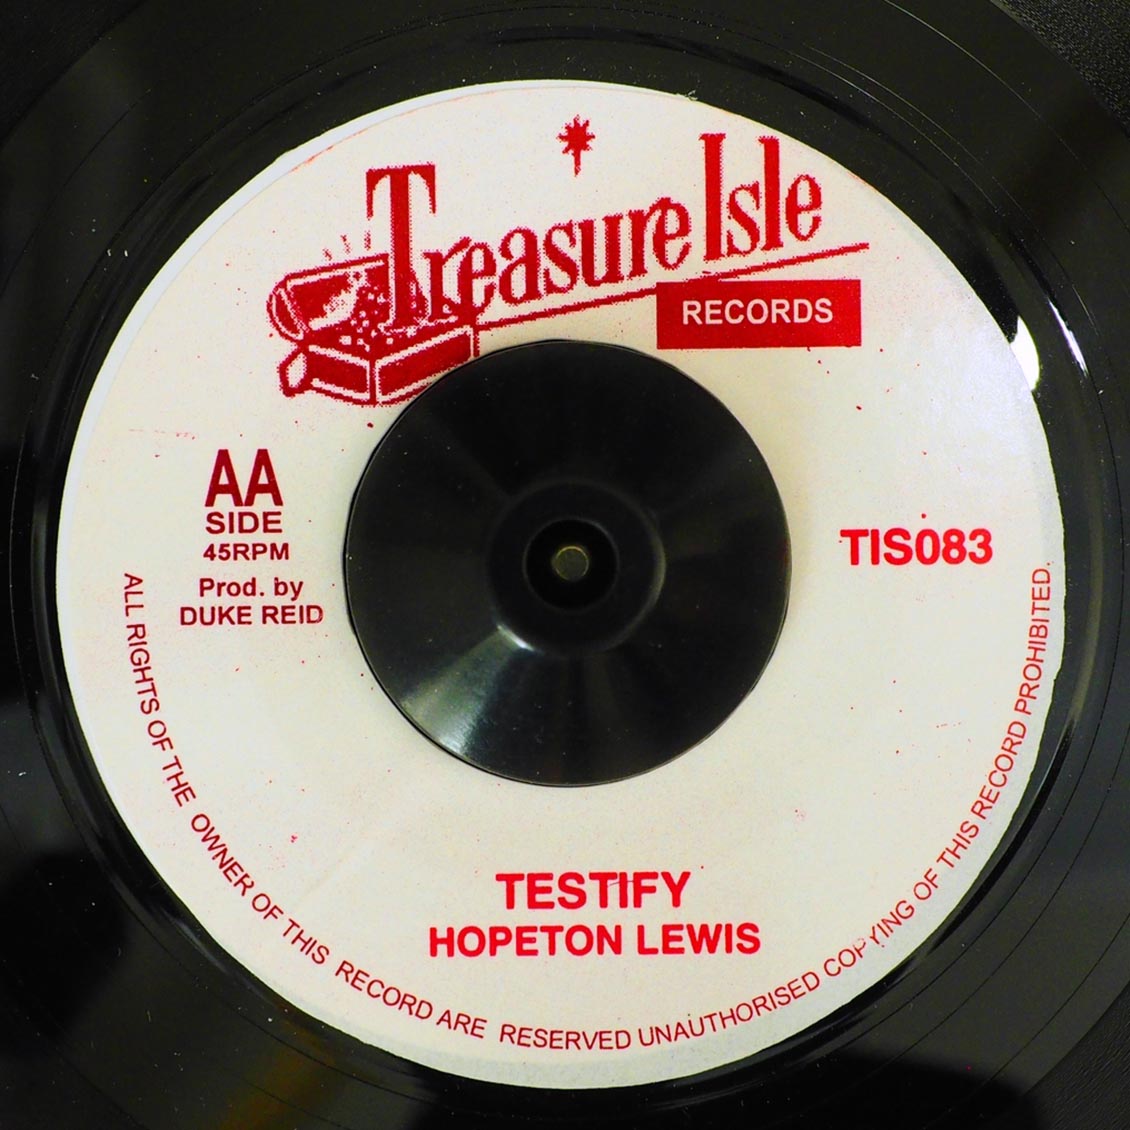 Treasure Isle
RECORDS
AA
SIDE
45RPM
Prod. by
DUKE REID
TIS083
TESTIFY
HOPETON LEWIS
ALL RIGHTS OF THE OWNER OF THIS RECORD ARE RESERVED UNAUTHORISED COPYING OF THIS RECORD PROHIBITED.